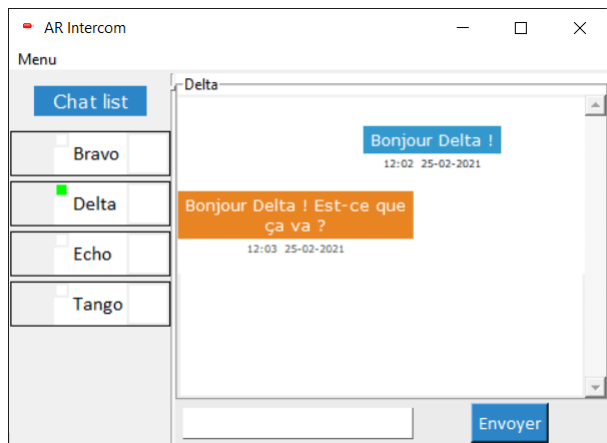 AR Intercom
Menu
Chat list
Bravo
Delta
Echo
Tango
Delta
Bonjour Delta !
12:02 25-02-2021
Bonjour Delta ! Est-ce que
ça va ?
12:03 25-02-2021
Envoyer